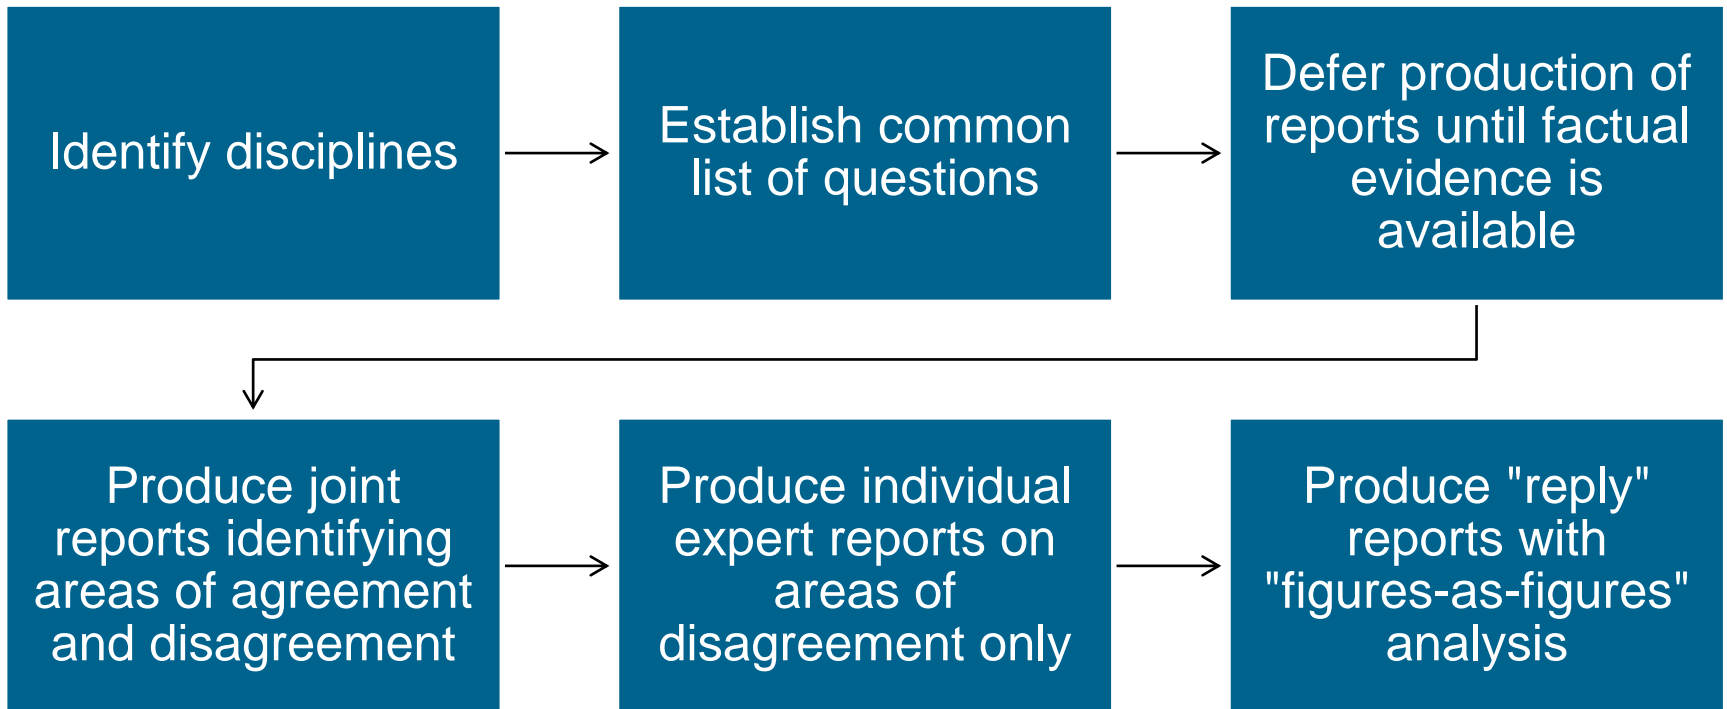 Identify disciplines
Establish common
list of questions
Defer production of
reports until factual
evidence is
available
Produce joint
reports identifying
areas of agreement
and disagreement
Produce individual
expert reports on
areas of
disagreement only
Produce "reply"
reports with
"figures-as-figures"
analysis